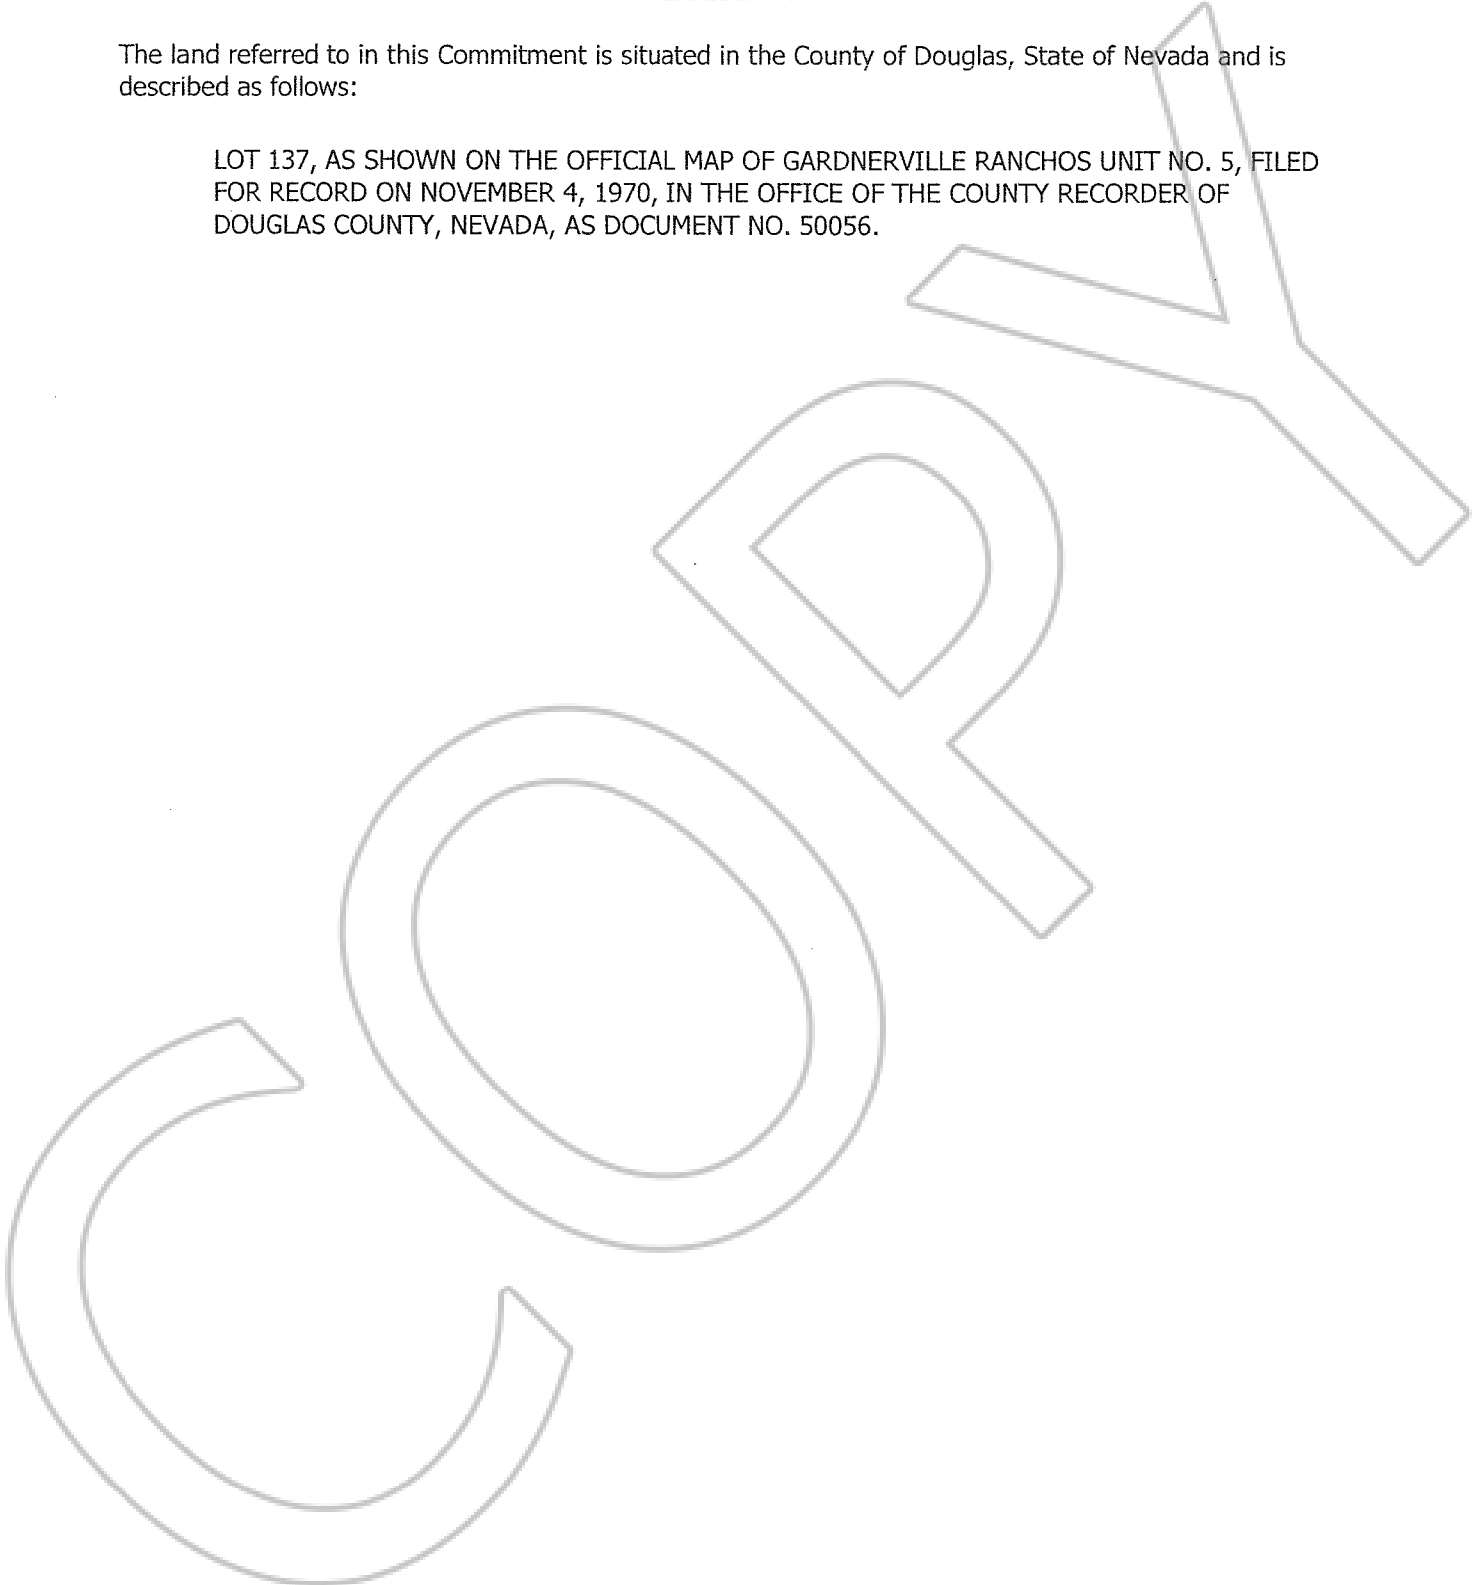 The land referred to in this Commitment is situated in the County of Douglas, State of Nevada and is
described as follows:
LOT 137, AS SHOWN ON THE OFFICIAL MAP OF GARDNERVILLE RANCHOS UNIT NO. 5, FILED
FOR RECORD ON NOVEMBER 4, 1970, IN THE OFFICE OF THE COUNTY RECORDER OF
DOUGLAS COUNTY, NEVADA, AS DOCUMENT NO. 50056.
COPY